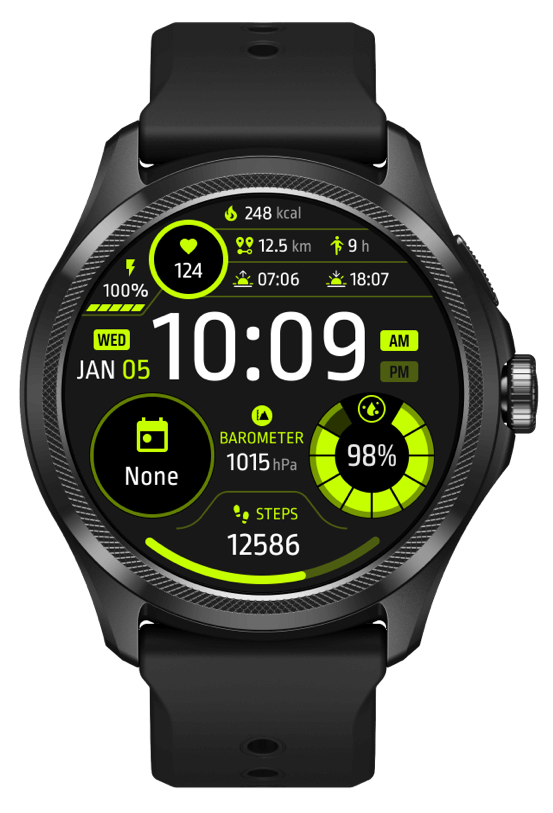 248 kcal
12.5 km 9 h
124
07:06 18:07
100%
10:09
WED
AM
JAN 05
PM
BAROMETER
1015 hPa
98%
None
STEPS
12586